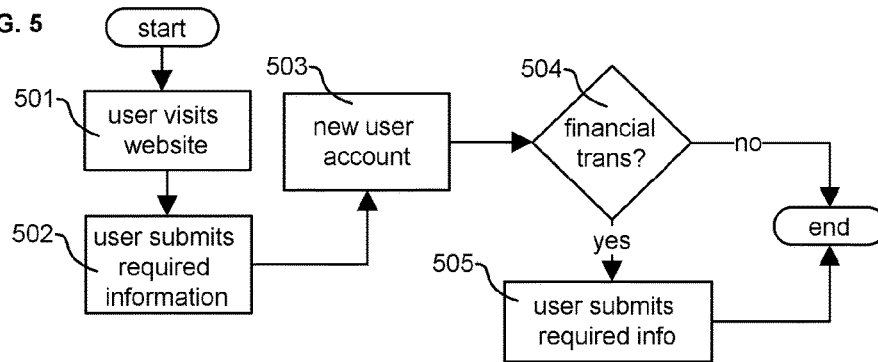 G. 5
start
501
user visits
website
502
user submits
required
information
503
new user
account
504
financial
trans?
no
yes
end
505
user submits
required info